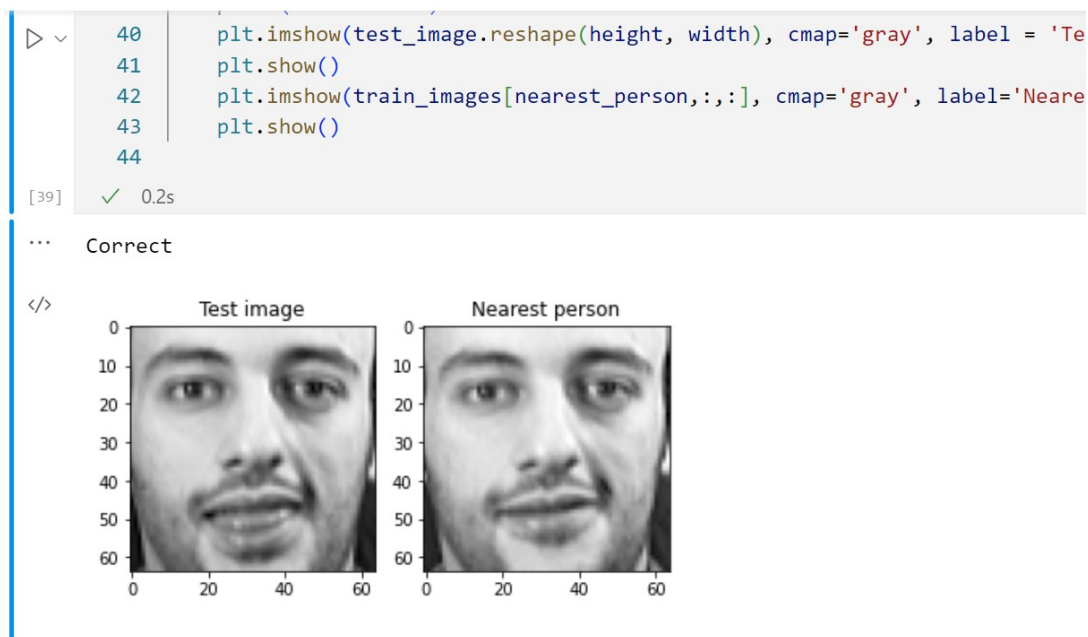 40 plt.imshow(test_image.reshape(height, width), cmap='gray', label = 'Te
41 plt.show()
42 plt.imshow(train_images[nearest_person,:,:], cmap='gray', label='Neare
43 plt.show()
44
[39] ✓ 0.2s
... Correct
</>
Test image Nearest person
0 0
10 10
20 20
30 30
40 40
50 50
60 60
0 20 40 60 0 20 40 60